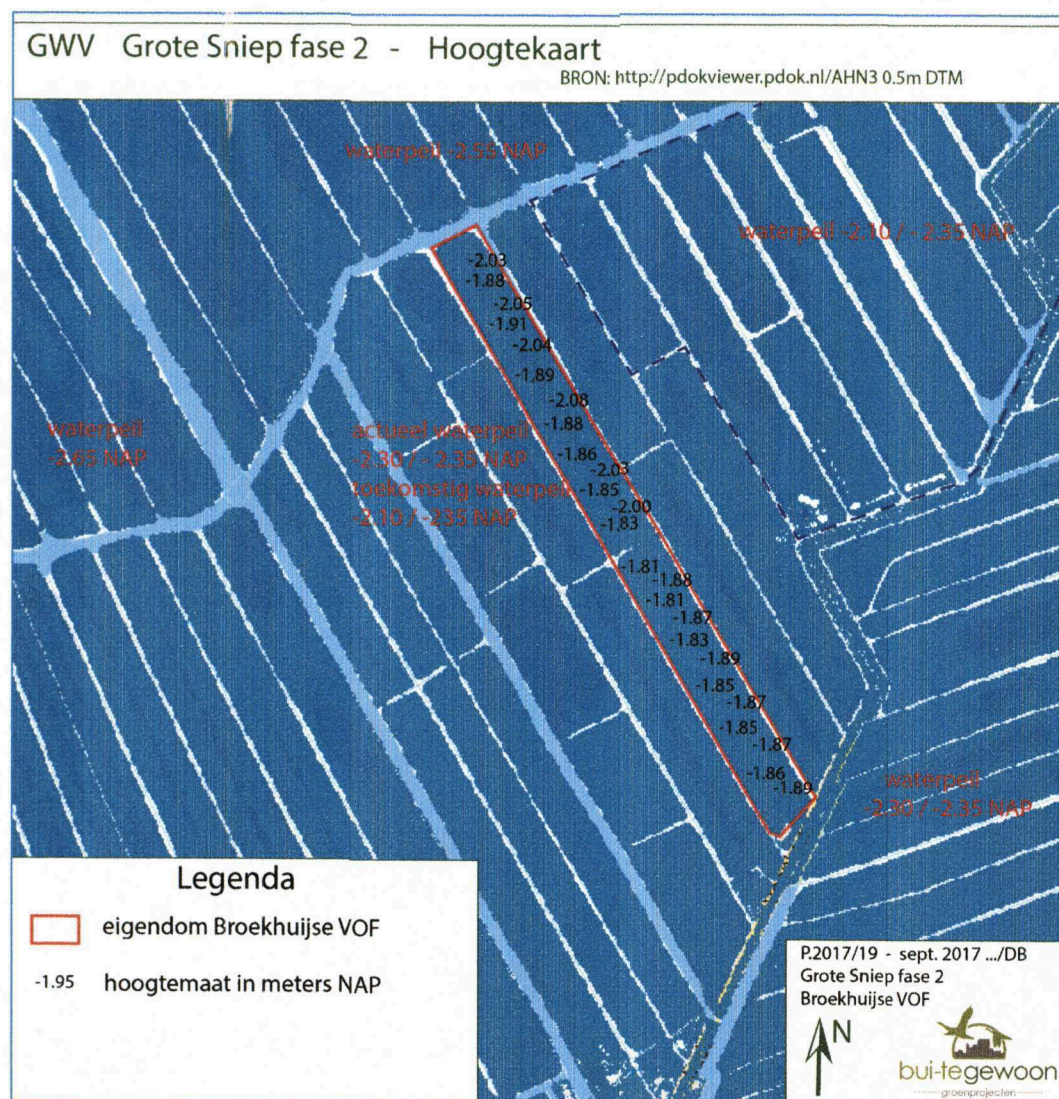 GWV Grote Sniep fase 2 - Hoogtekaart
BRON: http://pdokviewer.pdok.nl/AHN3 0.5m DTM
waterpeil -2.55 NAP
waterpeil -2.10 / - 2.35 NAP
-2.03
-1.88
-2.05
-1.91
-2.04
-1,89
-2.08
-1.88
waterpeil
-2.65 NAP
actueel waterpeil
-2.30 / - 2.35 NAP
toekomstig waterpeil
-2.10 / -235 NAP
-1.86
-2.03
-1.85
-2.00
-1,83
-1.81
-1.88
-1.81
-1.87
-1.83
-1.89
-1.85
-1.87
-1.85
-1.87
-1.86
-1.89
waterpeil
-2.30 / -2.35 NAP
Legenda
eigendom Broekhuijse VOF
-1.95 hoogtemaat in meters NAP
P.2017/19 - sept. 2017 .../DB
Grote Sniep fase 2
Broekhuijse VOF
N
bui-tegewoon
groenprojecten